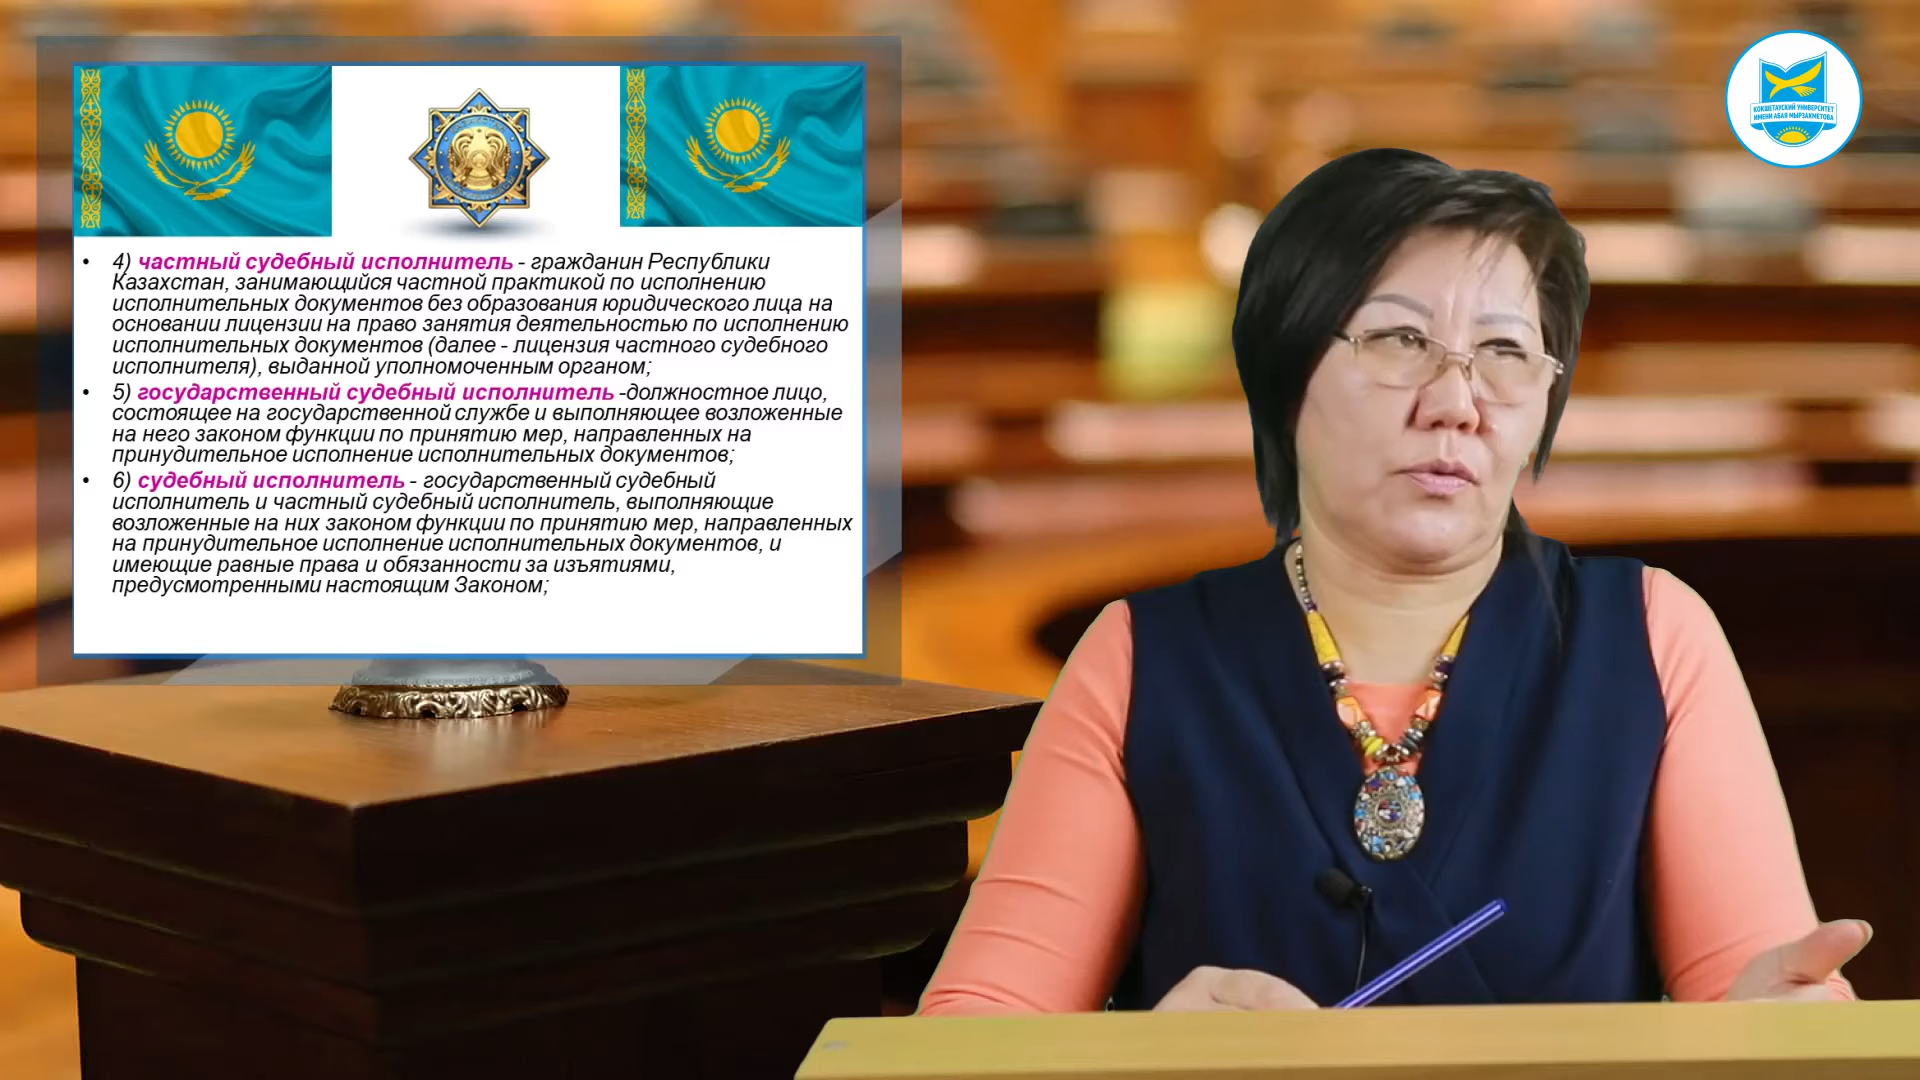 КОКШЕТАУСКИЙ УНИВЕРСИТЕТ
ИМЕНИ АБАЯ МЫРЗАХМЕТОВА
• 4) частный судебный исполнитель - гражданин Республики
Казахстан, занимающийся частной практикой по исполнению
исполнительных документов без образования юридического лица на
основании лицензии на право занятия деятельностью по исполнению
исполнительных документов (далее - лицензия частного судебного
исполнителя), выданной уполномоченным органом;
• 5) государственный судебный исполнитель -должностное лицо,
состоящее на государственной службе и выполняющее возложенные
на него законом функции по принятию мер, направленных на
принудительное исполнение исполнительных документов;
• 6) судебный исполнитель - государственный судебный
исполнитель и частный судебный исполнитель, выполняющие
возложенные на них законом функции по принятию мер, направленных
на принудительное исполнение исполнительных документов, и
имеющие равные права и обязанности за изъятиями,
предусмотренными настоящим Законом;